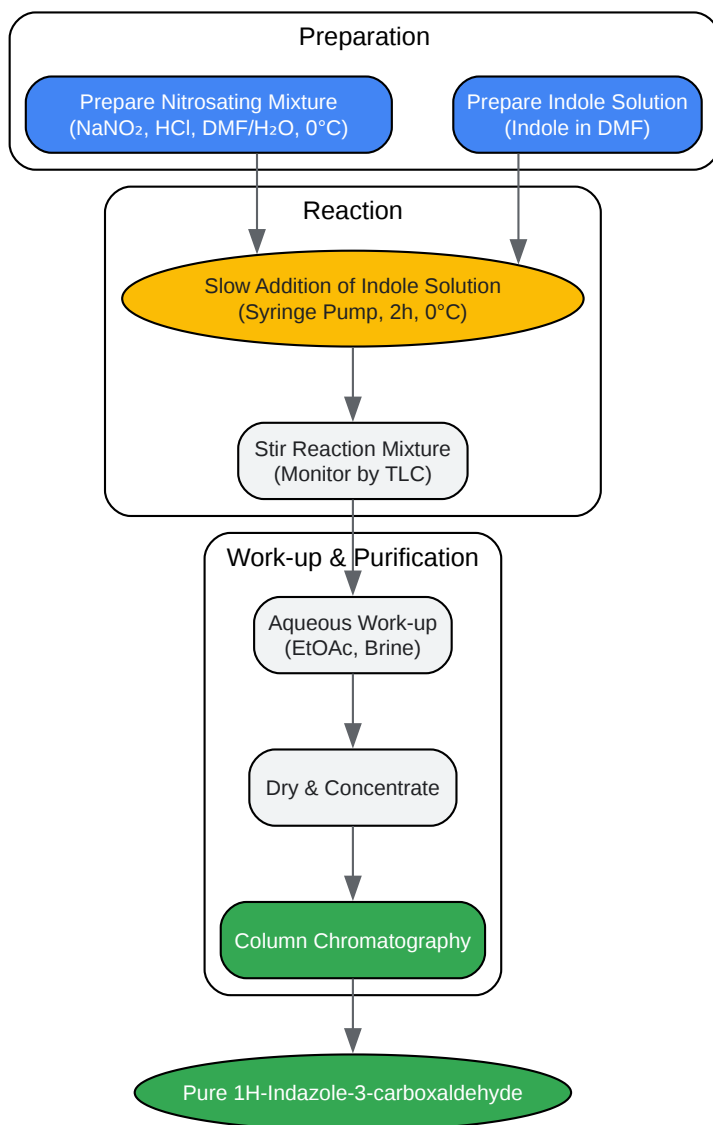 Preparation
Prepare Nitrosating Mixture
(NaNO₂, HCl, DMF/H₂O, 0°C)
Prepare Indole Solution
(Indole in DMF)
Reaction
Slow Addition of Indole Solution
(Syringe Pump, 2h, 0°C)
Stir Reaction Mixture
(Monitor by TLC)
Work-up & Purification
Aqueous Work-up
(EtOAc, Brine)
Dry & Concentrate
Column Chromatography
Pure 1H-Indazole-3-carboxaldehyde